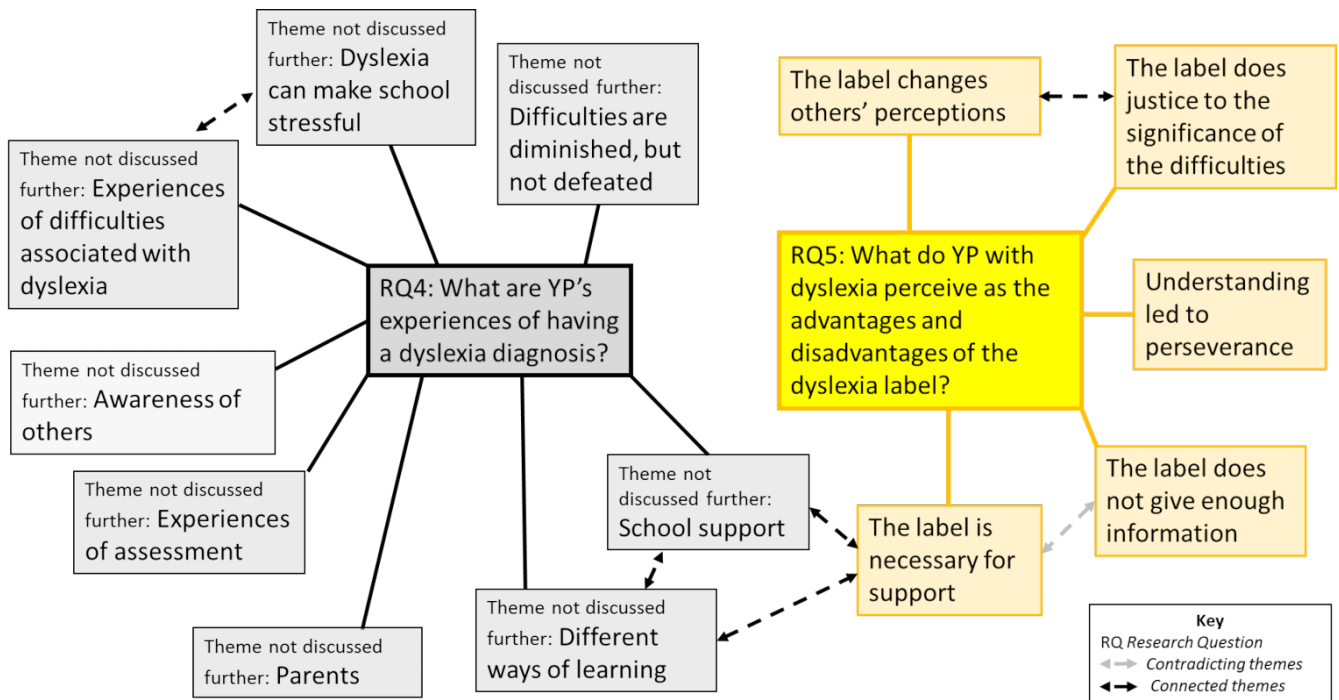 Theme not discussed
further: Dyslexia
can make school
stressful
Theme not
discussed further:
Difficulties are
diminished, but
not defeated
Theme not discussed
further: Experiences
of difficulties
associated with
dyslexia
RQ4: What are YP's
experiences of having
a dyslexia diagnosis?
Theme not discussed
further: Awareness of
others
Theme not discussed
further: Experiences
of assessment
Theme not discussed
further: Parents
Theme not
discussed further:
School support
Theme not discussed
further: Different
ways of learning
The label changes
others' perceptions
The label does
justice to the
significance of
the difficulties
RQ5: What do YP with
dyslexia perceive as the
advantages and
disadvantages of the
dyslexia label?
Understanding
led to
perseverance
The label does
not give enough
information
The label is
necessary for
support
Key
RQ Research Question
Contradicting themes
Connected themes